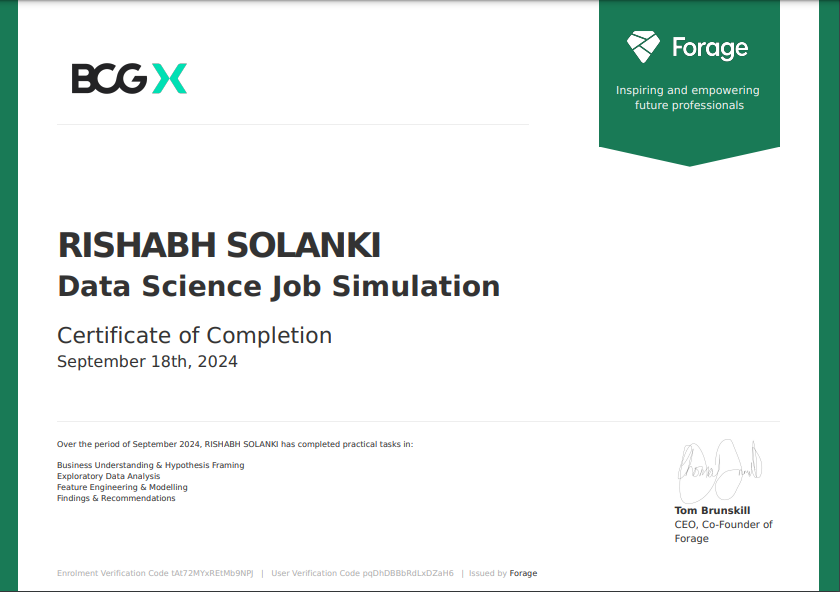 BCG X
Forage
Inspiring and empowering
future professionals
RISHABH SOLANKI
Data Science Job Simulation
Certificate of Completion
September 18th, 2024
Over the period of September 2024, RISHABH SOLANKI has completed practical tasks in:
Business Understanding & Hypothesis Framing
Exploratory Data Analysis
Feature Engineering & Modelling
Findings & Recommendations
Tom Brunskill
CEO, Co-Founder of
Forage
Enrolment Verification Code tAt72MYxREtMb9NPJ | User Verification Code pqDhDBBbRdLxDZaH6 | Issued by Forage